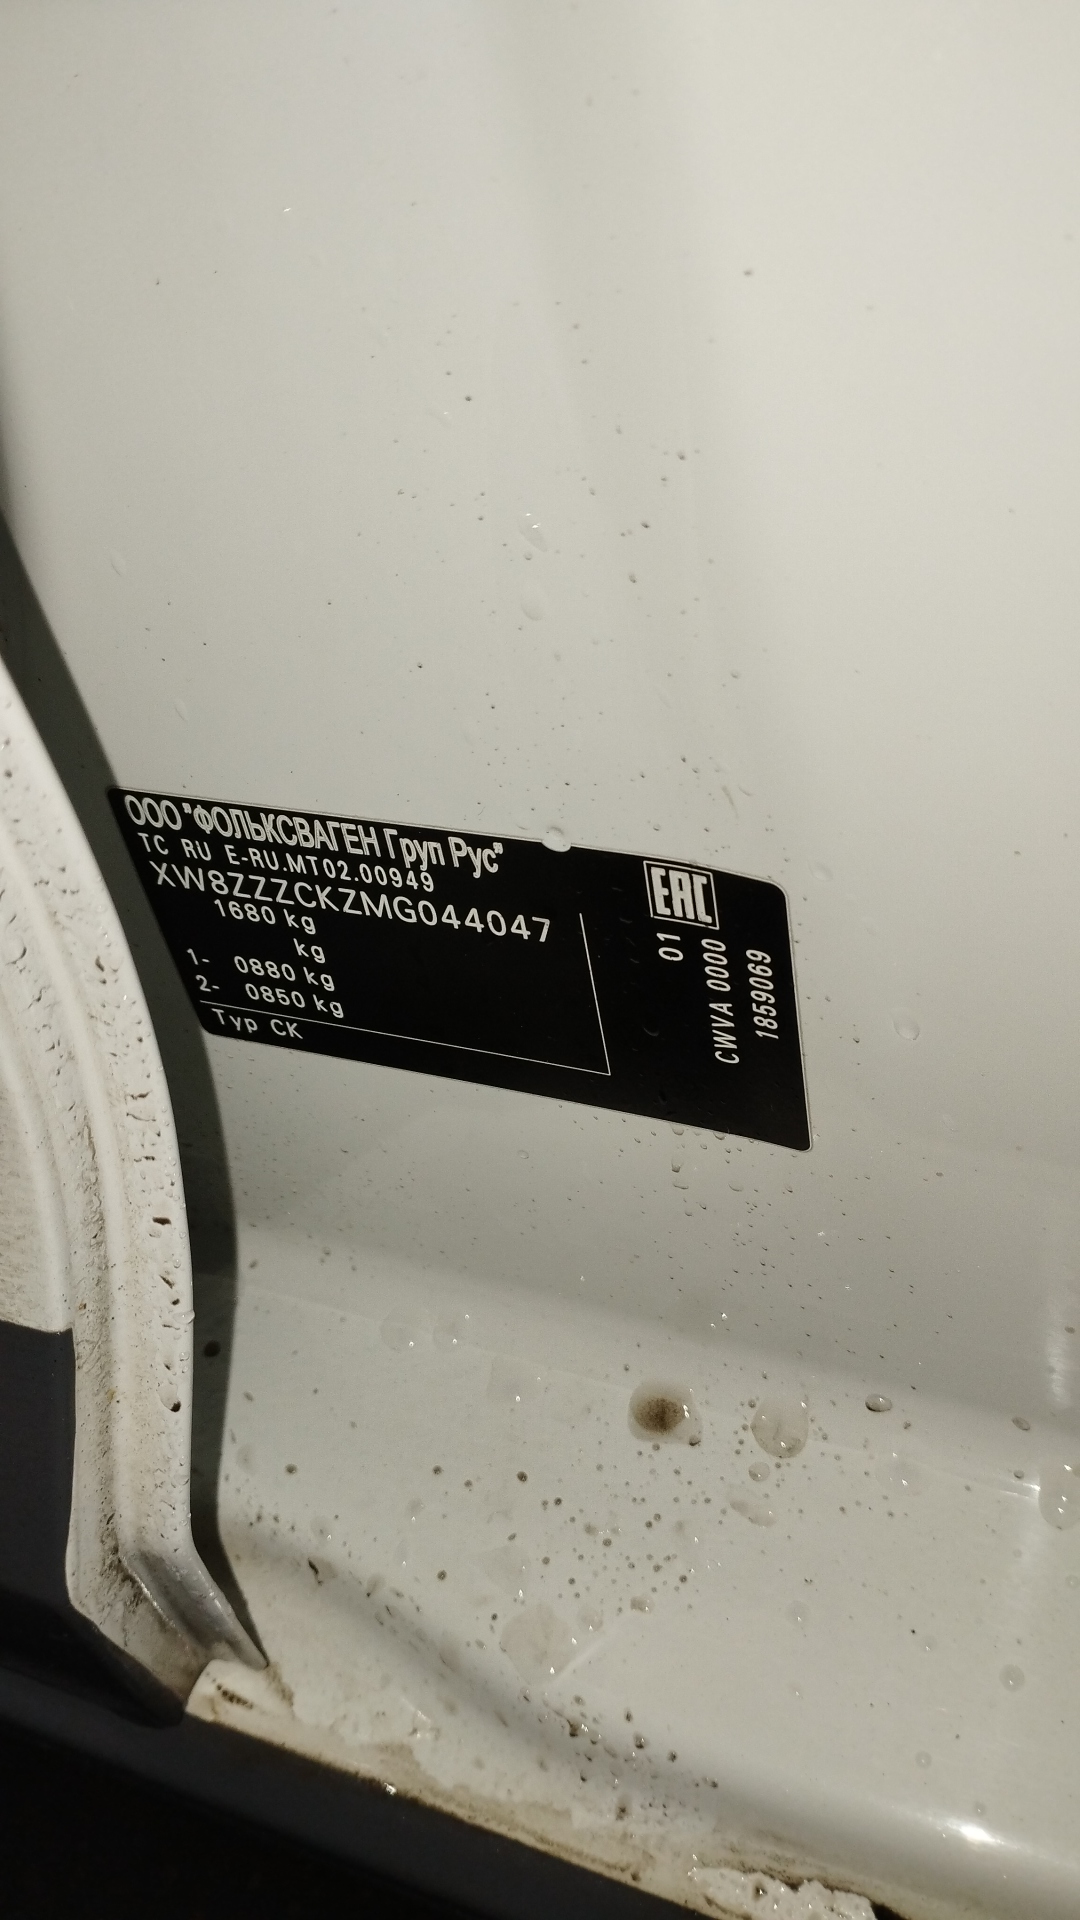 ООО "ФОЛЬКСВАГЕН Груп Рус"
ТС RU E-RU.MT02.00949
XW8ZZZCKZMG044047
1680 kg
kg
1- 0880 kg
2- 0850 kg
Typ CK
EAC
01
CWVA 0000
1859069